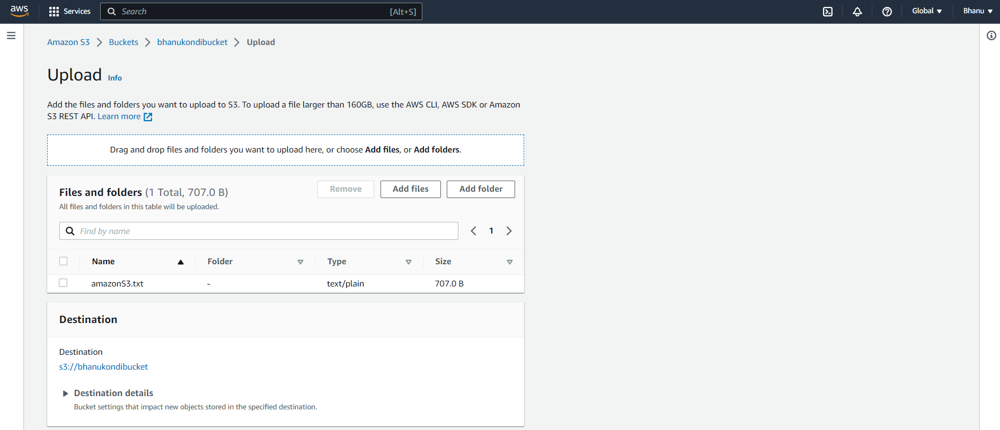 aws Services Search [Alt+S] Global Bhanu
Amazon S3 Buckets bhanukondibucket Upload
Upload Info
Add the files and folders you want to upload to S3. To upload a file larger than 160GB, use the AWS CLI, AWS SDK or Amazon
S3 REST API. Learn more
Drag and drop files and folders you want to upload here, or choose Add files, or Add folders.
Files and folders (1 Total, 707.0 B) Remove Add files Add folder
All files and folders in this table will be uploaded.
Find by name 1
Name Folder Type Size
amazonS3.txt - text/plain 707.0 B
Destination
Destination
s3://bhanukondibucket
Destination details
Bucket settings that impact new objects stored in the specified destination.